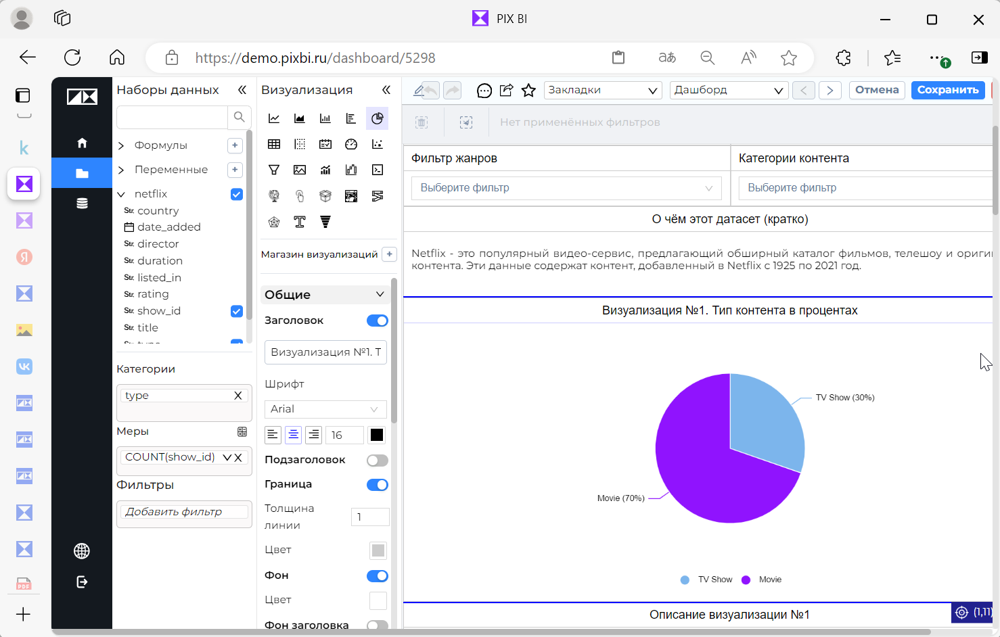 PIX BI
https://demo.pixbi.ru/dashboard/5298
Наборы данных
Формулы
Переменные
netflix
Str. country
date_added
Str. director
Str. duration
Str. listed_in
Str. rating
Str. show_id
Str. title
Категории
type
Меры
COUNT(show_id)
Фильтры
Добавить фильтр
Визуализация
Магазин визуализаций
Общие
Заголовок
Визуализация №1. Т
Шрифт
Arial
16
Подзаголовок
Граница
Толщина
линии
1
Цвет
Фон
Цвет
Фон заголовка
Закладки
Дашборд
Отмена
Сохранить
Нет применённых фильтров
Фильтр жанров
Категории контента
Выберите фильтр
Выберите фильтр
О чём этот датасет (кратко)
Netflix - это популярный видео-сервис, предлагающий обширный каталог фильмов, телешоу и ориги
контента. Эти данные содержат контент, добавленный в Netflix с 1925 по 2021 год.
Визуализация №1. Тип контента в процентах
TV Show (30%)
Movie (70%)
TV Show
Movie
Описание визуализации №1
(1,11)